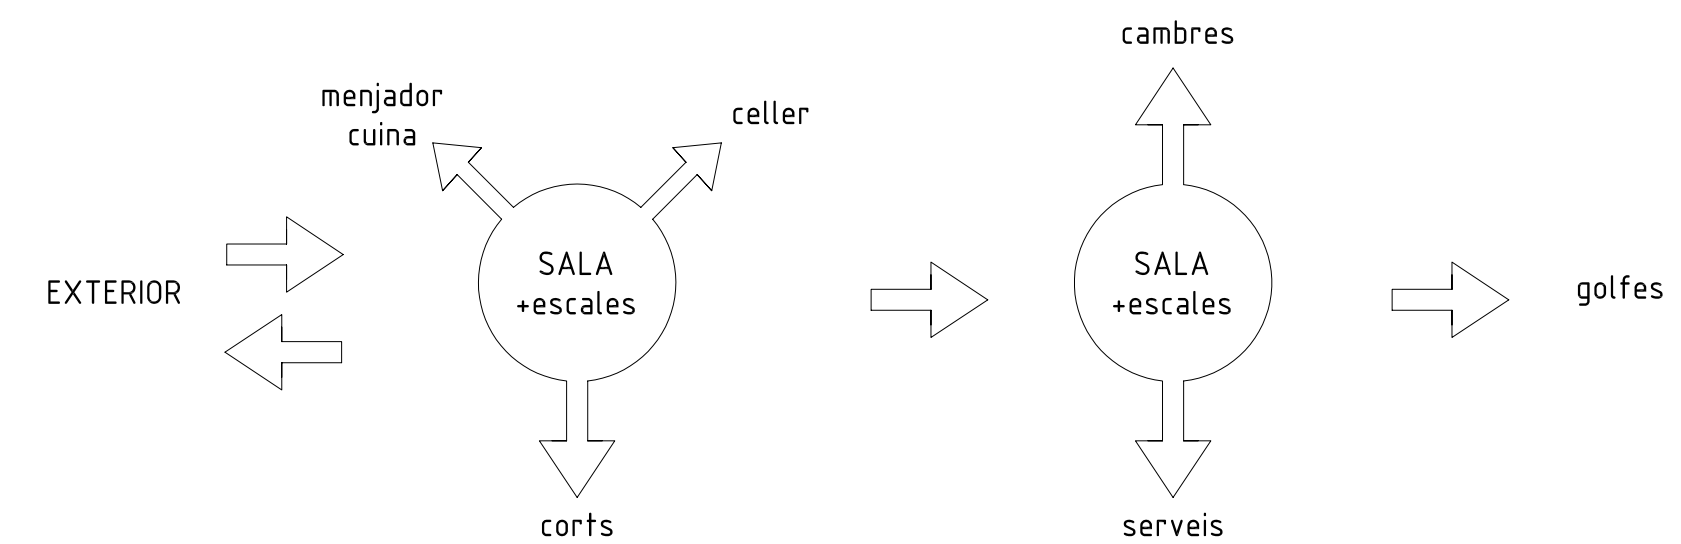 EXTERIOR
menjador
cuina
celler
SALA
+escales
corts
cambres
SALA
+escales
serveis
golfes